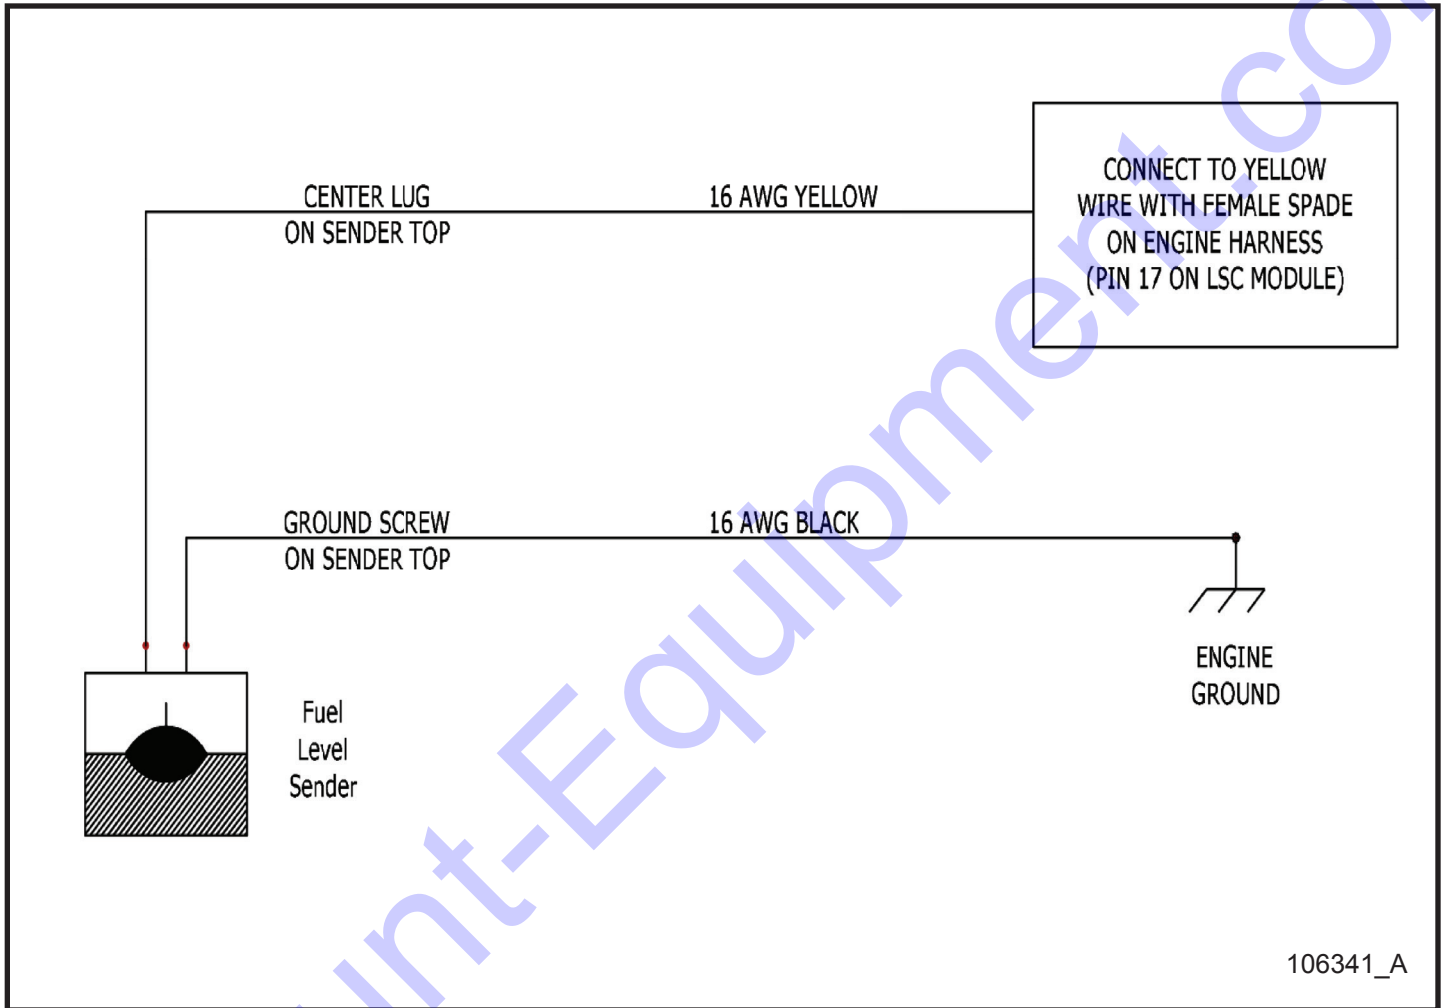 CENTER LUG
ON SENDER TOP
16 AWG YELLOW
CONNECT TO YELLOW
WIRE WITH FEMALE SPADE
ON ENGINE HARNESS
(PIN 17 ON LSC MODULE)
GROUND SCREW
ON SENDER TOP
16 AWG BLACK
ENGINE
GROUND
Fuel
Level
Sender
106341_A
unt-Equipment.co